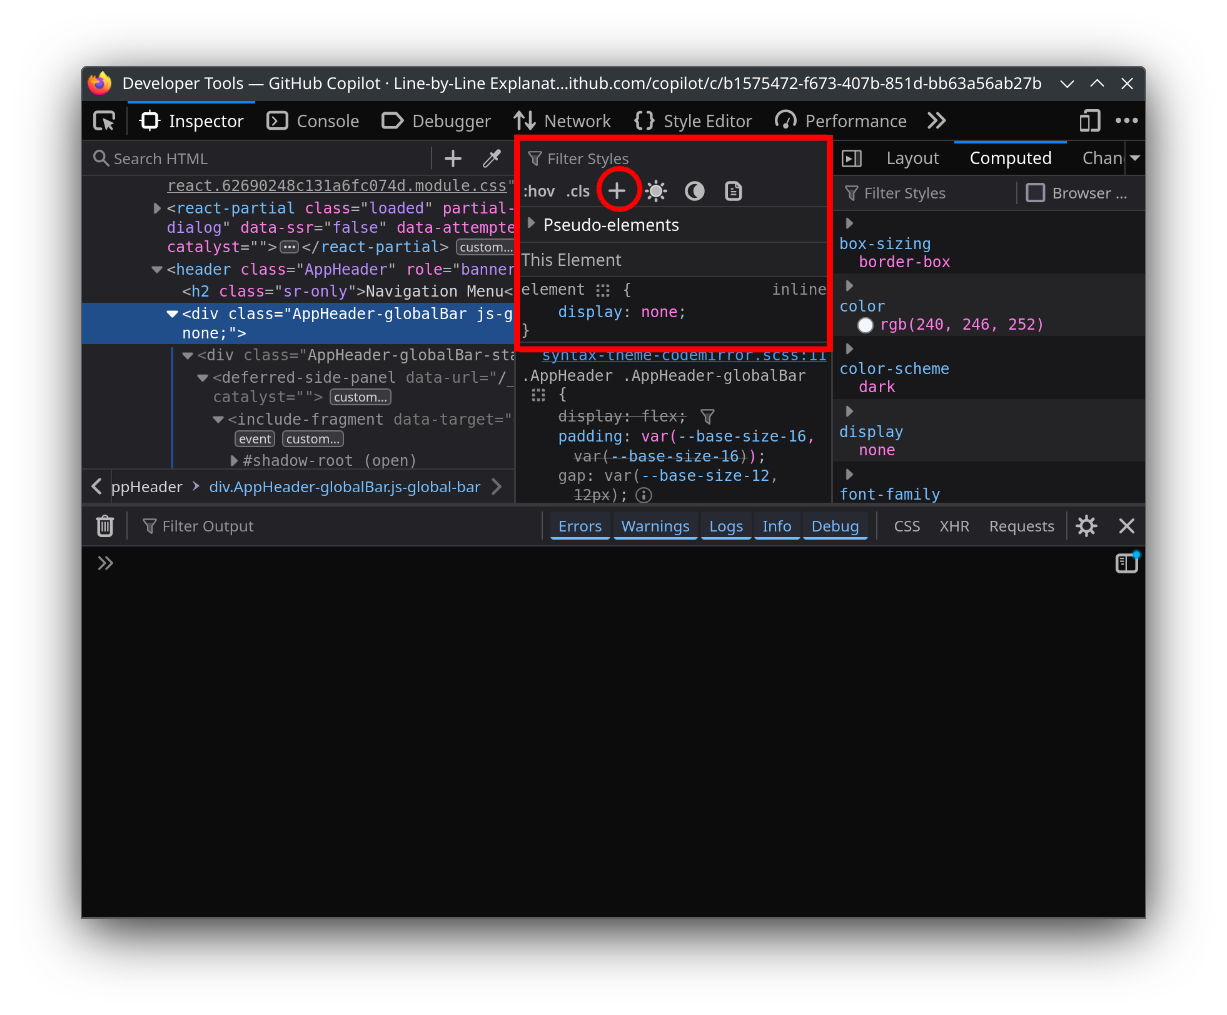 Developer Tools — GitHub Copilot · Line-by-Line Explanat…ithub.com/copilot/c/b1575472-f673-407b-851d-bb63a56ab27b
Inspector
Console
Debugger
Network
Style Editor
Performance
Search HTML
react.62690248c131a6fc074d.module.css"
<react-partial class="loaded" partial-
dialog" data-ssr="false" data-attempte
catalyst=""></react-partial> custom…
<header class="AppHeader" role="banner
<h2 class="sr-only">Navigation Menu<
<div class="AppHeader-globalBar js-g
none;">
<div class="AppHeader-globalBar-sta
<deferred-side-panel data-url="/_
catalyst=""> custom…
<include-fragment data-target="
event custom…
#shadow-root (open)
ppHeader
div.AppHeader-globalBar.js-global-bar
Filter Styles
:hov .cls
Pseudo-elements
This Element
element { inline
display: none;
}
syntax-theme-codemirror.scss:11
.AppHeader .AppHeader-globalBar
{
display: flex;
padding: var(--base-size-16,
var(--base-size-16));
gap: var(--base-size-12,
12px);
Layout
Computed
Chan
Filter Styles
Browser …
box-sizing
border-box
color
rgb(240, 246, 252)
color-scheme
dark
display
none
font-family
Filter Output
Errors
Warnings
Logs
Info
Debug
CSS
XHR
Requests